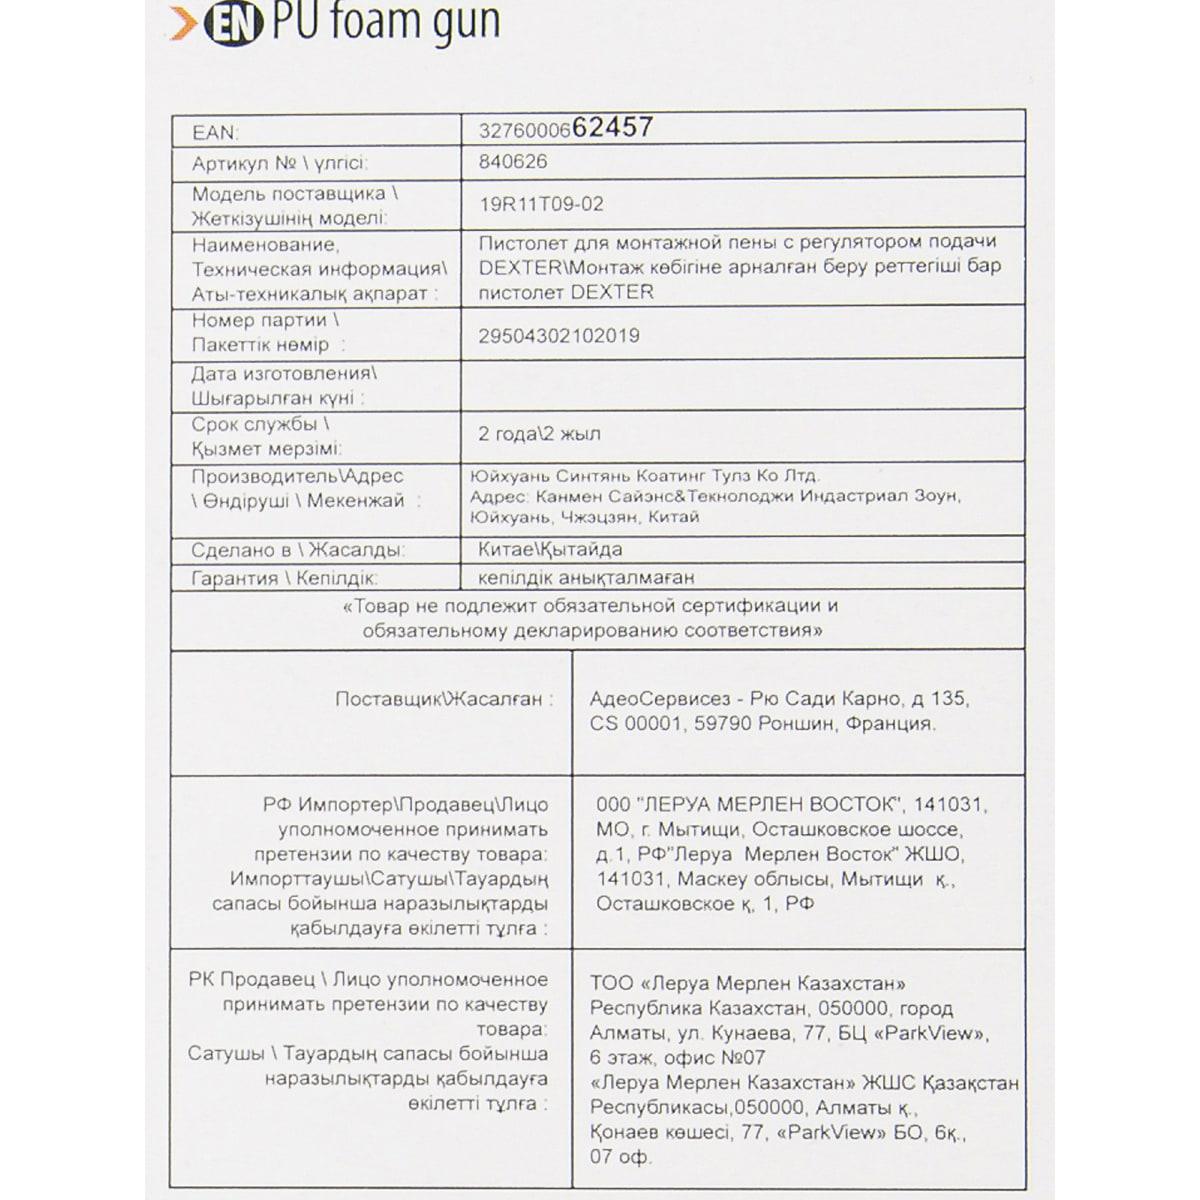 EN PU foam gun
EAN: 3276000662457
Артикул № \ үлгісі: 840626
Модель поставщика \
Жеткізушінің моделі:
19R11T09-02
Наименование,
Техническая информация\
Аты-техникалық ақпарат :
Пистолет для монтажной пены с регулятором подачи
DEXTER\Монтаж көбігіне арналған беру реттегіші бар
пистолет DEXTER
Номер партии \
Пакеттік нөмір :
29504302102019
Дата изготовления\
Шығарылған күні :
Срок службы \
Қызмет мерзімі:
2 года\2 жыл
Производитель\Адрес
\ Өндіруші \ Мекенжай :
Юйхуань Синтянь Коатинг Тулз Ко Лтд.
Адрес: Канмен Сайэнс&Текнолоджи Индастриал Зоун,
Юйхуань, Чжэцзян, Китай
Сделано в \ Жасалды: Китае\Қытайда
Гарантия \ Кепілдік: кепілдік анықталмаған
«Товар не подлежит обязательной сертификации и
обязательному декларированию соответствия»
Поставщик\Жасалған :
АдеоСервисез - Рю Сади Карно, д 135,
CS 00001, 59790 Роншин, Франция.
РФ Импортер\Продавец\Лицо
уполномоченное принимать
претензии по качеству товара:
Импорттаушы\Сатушы\Тауардың
сапасы бойынша наразылықтарды
қабылдауға өкілетті тұлға :
ООО "ЛЕРУА МЕРЛЕН ВОСТОК", 141031,
МО, г. Мытищи, Осташковское шоссе,
д.1, РФ"Леруа Мерлен Восток" ЖШО,
141031, Маскеу облысы, Мытищи қ.,
Осташковское қ, 1, РФ
РК Продавец \ Лицо уполномоченное
принимать претензии по качеству
товара:
Сатушы \ Тауардың сапасы бойынша
наразылықтарды қабылдауға
өкілетті тұлға :
ТОО «Леруа Мерлен Казахстан»
Республика Казахстан, 050000, город
Алматы, ул. Кунаева, 77, БЦ «ParkView»,
6 этаж, офис №07
«Леруа Мерлен Казахстан» ЖШС Қазақстан
Республикасы,050000, Алматы қ.,
Қонаев көшесі, 77, «ParkView» БО, 6қ.,
07 оф.